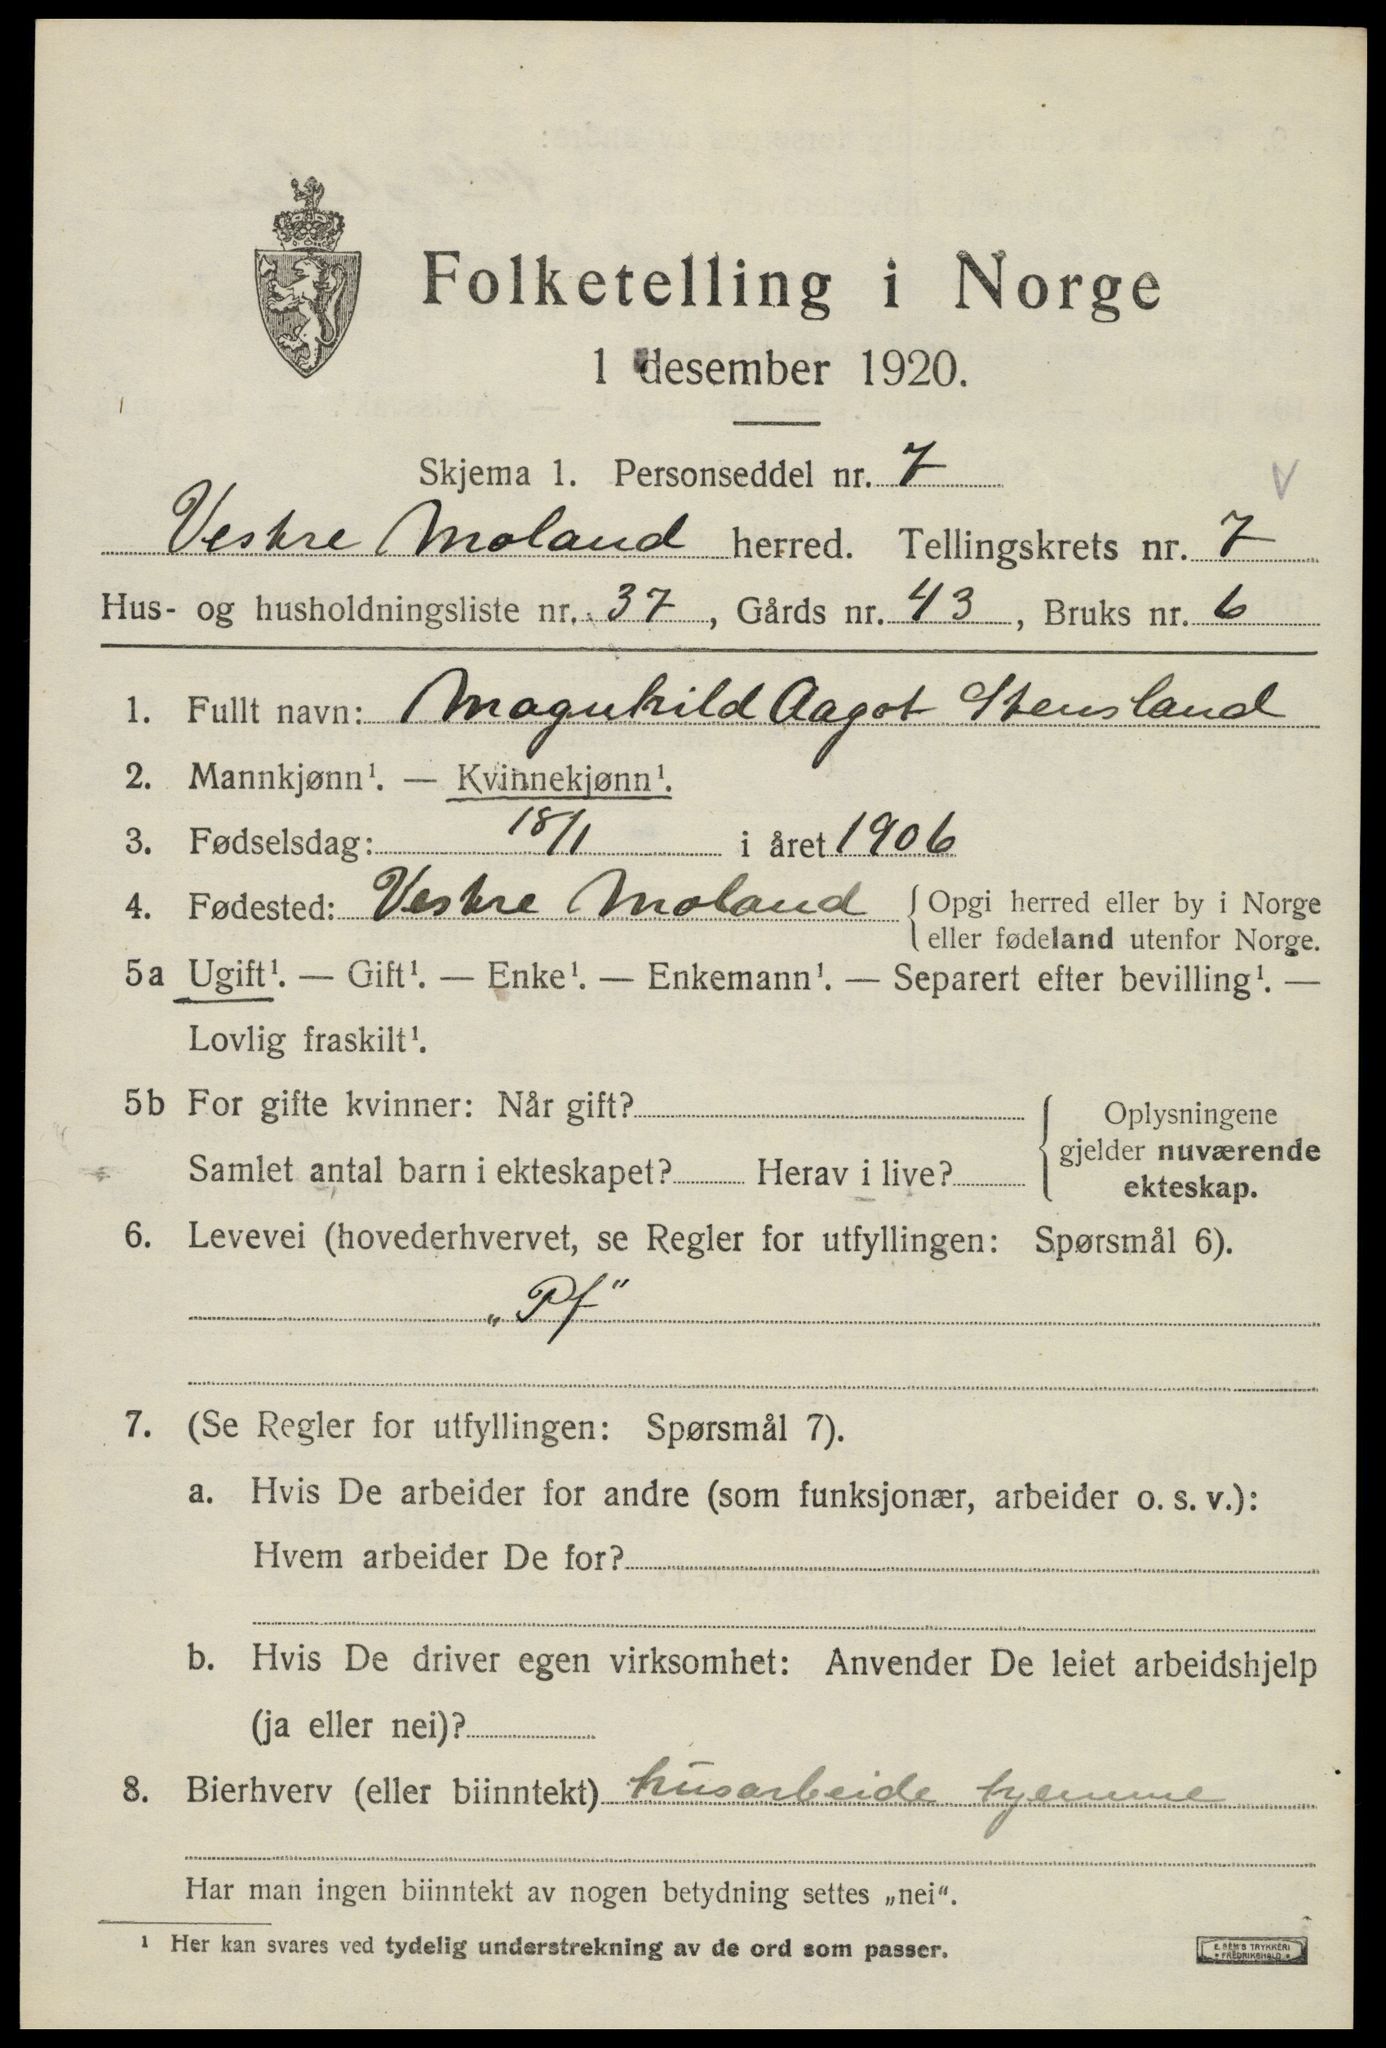 Folketelling i Norge
1 desember 1920.
Skjema 1. Personseddel nr. 7
V
Vestre Moland herred. Tellingskrets nr. 7
Hus- og husholdningsliste nr. 37, Gårds nr. 43, Bruks nr. 6
1. Fullt navn: Magnhild Aagot Stensland
2. Mannkjønn¹. — Kvinnekjønn¹.
3. Fødselsdag: 18/1 i året 1906
4. Fødested: Vestre Moland { Opgi herred eller by i Norge
eller fødeland utenfor Norge.
5a Ugift¹. — Gift¹. — Enke¹. — Enkemann¹. — Separert efter bevilling¹. —
Lovlig fraskilt¹.
5b For gifte kvinner: Når gift?
Samlet antal barn i ekteskapet? Herav i live?
{ Oplysningene
gjelder nuværende
ekteskap.
6. Levevei (hovederhvervet, se Regler for utfyllingen: Spørsmål 6).
„Pf“
7. (Se Regler for utfyllingen: Spørsmål 7).
a. Hvis De arbeider for andre (som funksjonær, arbeider o. s. v.):
Hvem arbeider De for?
b. Hvis De driver egen virksomhet: Anvender De leiet arbeidshjelp
(ja eller nei)?
8. Bierhverv (eller biinntekt) husarbeide hjemme
Har man ingen biinntekt av nogen betydning settes „nei“.
¹ Her kan svares ved tydelig understrekning av de ord som passer.
E. SEM'S TRYKKERI
• FREDRIKSHALD •